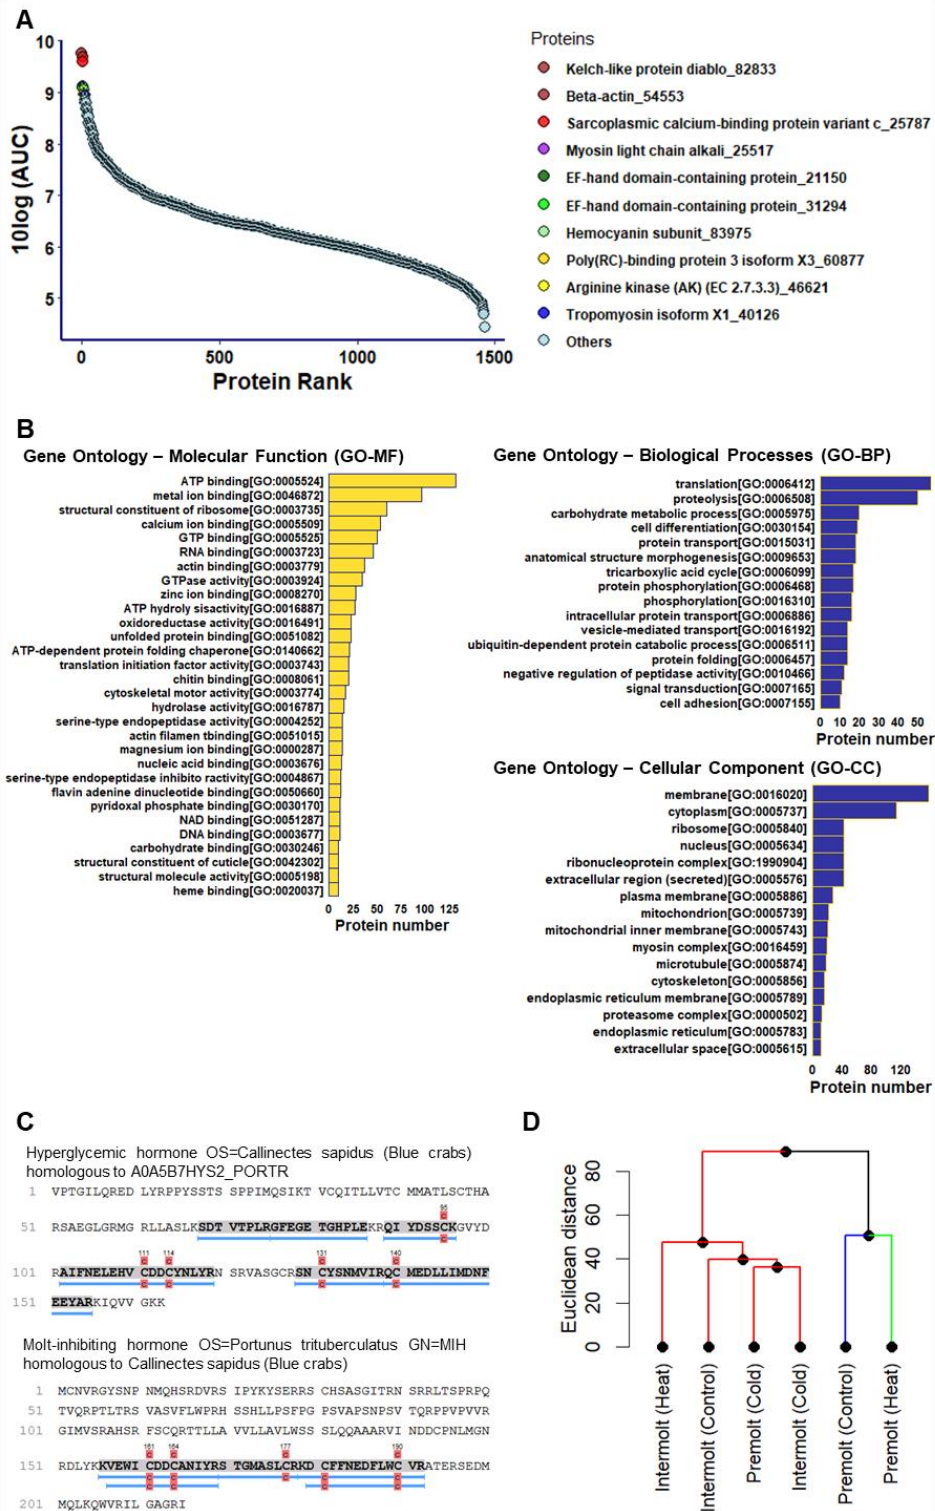 A
10
9
8
7
6
5
10log (AUC)
0 500 1000 1500
Protein Rank
Proteins
Kelch-like protein diablo_82833
Beta-actin_54553
Sarcoplasmic calcium-binding protein variant c_25787
Myosin light chain alkali_25517
EF-hand domain-containing protein_21150
EF-hand domain-containing protein_31294
Hemocyanin subunit_83975
Poly(RC)-binding protein 3 isoform X3_60877
Arginine kinase (AK) (EC 2.7.3.3)_46621
Tropomyosin isoform X1_40126
Others
B
Gene Ontology – Molecular Function (GO-MF)
ATP binding[GO:0005524]
metal ion binding[GO:0046872]
structural constituent of ribosome[GO:0003735]
calcium ion binding[GO:0005509]
GTP binding[GO:0005525]
RNA binding[GO:0003723]
actin binding[GO:0003779]
GTPase activity[GO:0003924]
zinc ion binding[GO:0008270]
ATP hydroly sisactivity[GO:0016887]
oxidoreductase activity[GO:0016491]
unfolded protein binding[GO:0051082]
ATP-dependent protein folding chaperone[GO:0140662]
translation initiation factor activity[GO:0003743]
chitin binding[GO:0008061]
cytoskeletal motor activity[GO:0003774]
hydrolase activity[GO:0016787]
serine-type endopeptidase activity[GO:0004252]
actin filamen tbinding[GO:0051015]
magnesium ion binding[GO:0000287]
nucleic acid binding[GO:0003676]
serine-type endopeptidase inhibito ractivity[GO:0004867]
flavin adenine dinucleotide binding[GO:0050660]
pyridoxal phosphate binding[GO:0030170]
NAD binding[GO:0051287]
DNA binding[GO:0003677]
carbohydrate binding[GO:0030246]
structural constituent of cuticle[GO:0042302]
structural molecule activity[GO:0005198]
heme binding[GO:0020037]
0 25 50 75 100 125
Protein number
Gene Ontology – Biological Processes (GO-BP)
translation[GO:0006412]
proteolysis[GO:0006508]
carbohydrate metabolic process[GO:0005975]
cell differentiation[GO:0030154]
protein transport[GO:0015031]
anatomical structure morphogenesis[GO:0009653]
tricarboxylic acid cycle[GO:0006099]
protein phosphorylation[GO:0006468]
phosphorylation[GO:0016310]
intracellular protein transport[GO:0006886]
vesicle-mediated transport[GO:0016192]
ubiquitin-dependent protein catabolic process[GO:0006511]
protein folding[GO:0006457]
negative regulation of peptidase activity[GO:0010466]
signal transduction[GO:0007165]
cell adhesion[GO:0007155]
0 10 20 30 40 50
Protein number
Gene Ontology – Cellular Component (GO-CC)
membrane[GO:0016020]
cytoplasm[GO:0005737]
ribosome[GO:0005840]
nucleus[GO:0005634]
ribonucleoprotein complex[GO:1990904]
extracellular region (secreted)[GO:0005576]
plasma membrane[GO:0005886]
mitochondrion[GO:0005739]
mitochondrial inner membrane[GO:0005743]
myosin complex[GO:0016459]
microtubule[GO:0005874]
cytoskeleton[GO:0005856]
endoplasmic reticulum membrane[GO:0005789]
proteasome complex[GO:0000502]
endoplasmic reticulum[GO:0005783]
extracellular space[GO:0005615]
0 40 80 120
Protein number
C
Hyperglycemic hormone OS=Callinectes sapidus (Blue crabs)
homologous to A0A5B7HYS2_PORTR
1 VPTGILQRED LYRPPYSSTS SPPIMQSIKT VCQITLLVTC MMATLSCTHA
95
C
51 RSAEGLGRMG RLLASLKSDT VTPLRGFEGE TGHPLEKRQI YDSSCKGVYD
C
111 114 131 140
C C C C
101 RAIFNELEHV CDDCYNLYRN SRVASGCRSN CYSNMVIRQC MEDLLIMDNF
C C C C
151 EEYARKIQVV GKK
Molt-inhibiting hormone OS=Portunus trituberculatus GN=MIH
homologous to Callinectes sapidus (Blue crabs)
1 MCNVRGYSNP NMQHSRDVRS IPYKYSERRS CHSASGITRN SRRLTSPRPQ
51 TVQRPTLTRS VASVFLWPRH SSHLLPSFPG PSVAPSNPSV TQRPPVPVVR
101 GIMVSRAHSR FSCQRTTLLA VVLLAVLWSS SLQQAAARVI NDDCPNLMGN
161 164 177 190
C C C C
151 RDLYKKVEWI CDDCANIYRS TGMASLCRKD CFFNEDFLWC VRATERSEDM
C C C C
201 MQLKQWVRIL GAGRI
D
Euclidean distance
80
60
40
20
0
Intermolt (Heat)
Intermolt (Control)
Premolt (Cold)
Intermolt (Cold)
Premolt (Control)
Premolt (Heat)